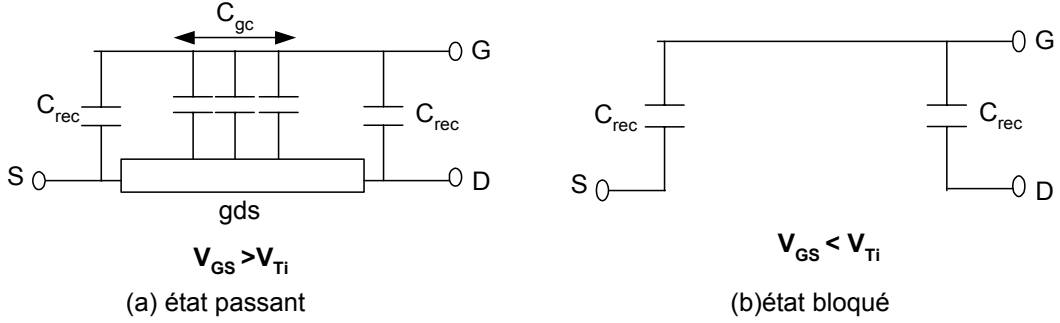 C_gc
G
C_rec
C_rec
S
D
gds
V_GS >V_Ti
(a) état passant
G
C_rec
C_rec
S
D
V_GS < V_Ti
(b)état bloqué